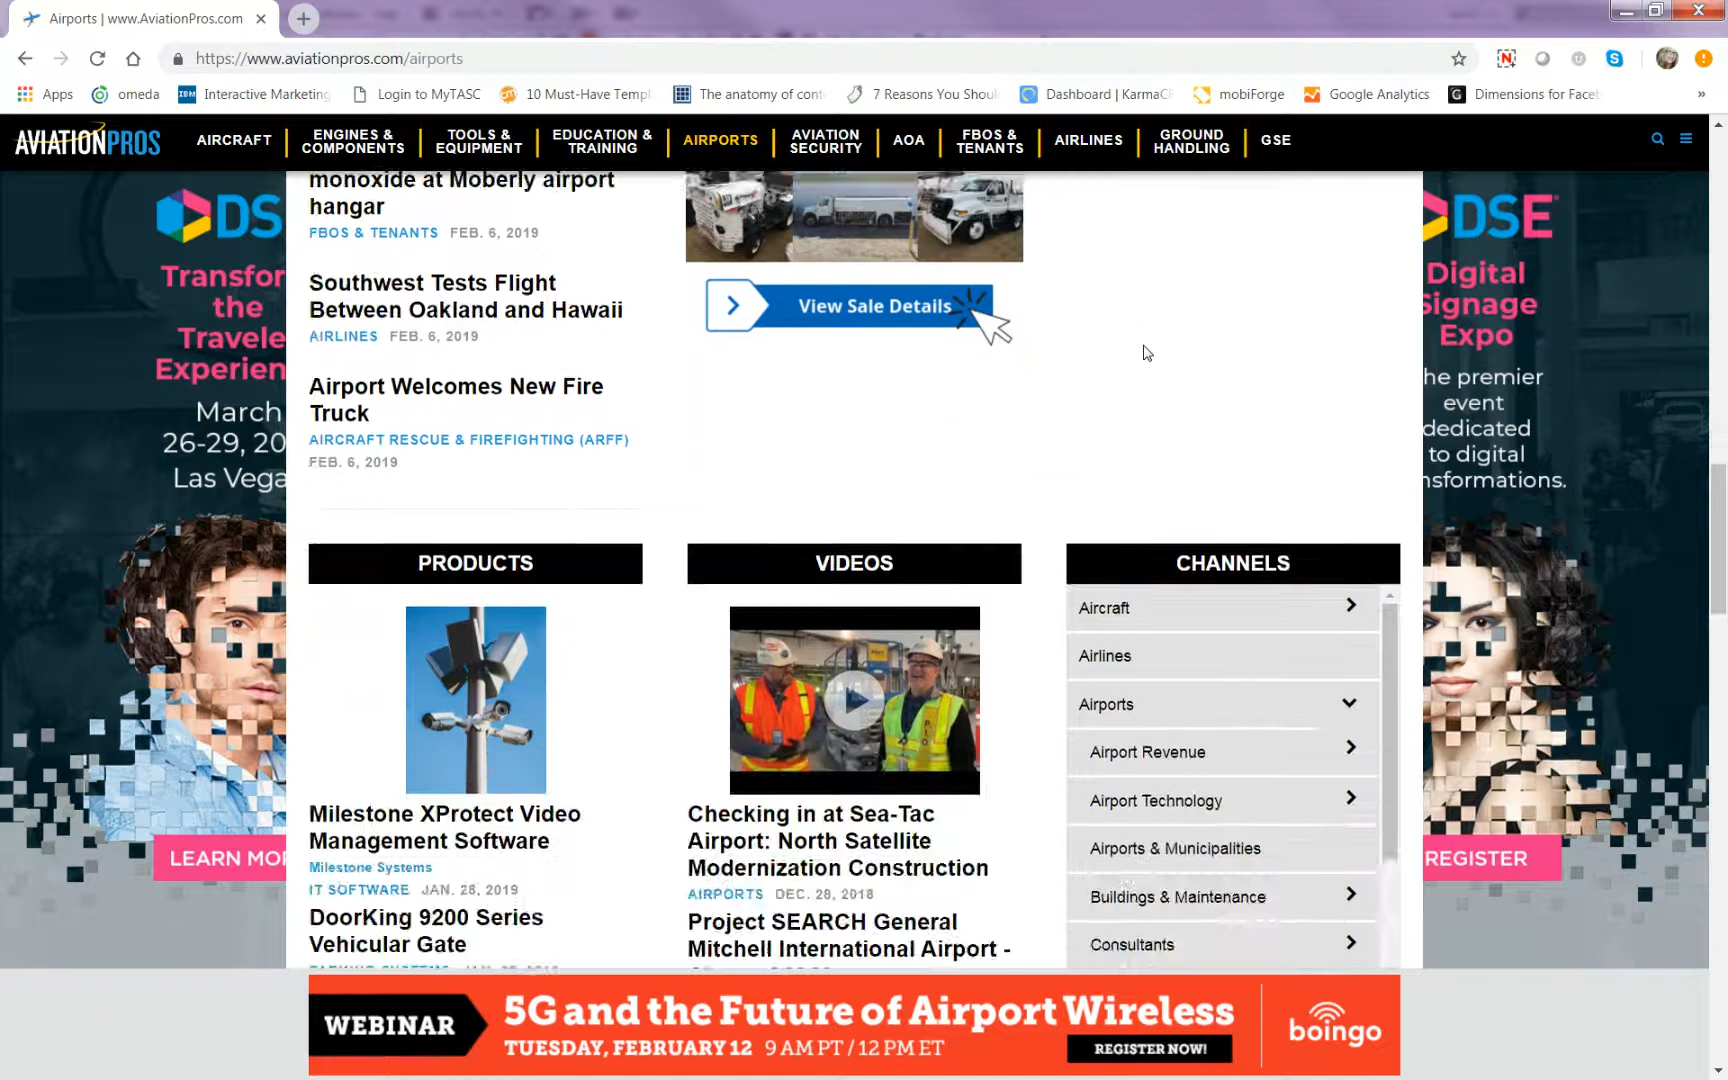 Airports | www.AviationPros.com
https://www.aviationpros.com/airports
Apps omeda IBM Interactive Marketing Login to MyTASC 10 Must-Have Templ The anatomy of cont 7 Reasons You Shoul Dashboard | KarmaCR mobiForge Google Analytics Dimensions for Faceb »
AVIATIONPROS
AIRCRAFT
ENGINES &
COMPONENTS
TOOLS &
EQUIPMENT
EDUCATION &
TRAINING
AIRPORTS
AVIATION
SECURITY
AOA
FBOS &
TENANTS
AIRLINES
GROUND
HANDLING
GSE
DS
Transfor
the
Travele
Experien
March
26-29, 20
Las Vega
LEARN MO
monoxide at Moberly airport
hangar
FBOS & TENANTS FEB. 6, 2019
Southwest Tests Flight
Between Oakland and Hawaii
AIRLINES FEB. 6, 2019
Airport Welcomes New Fire
Truck
AIRCRAFT RESCUE & FIREFIGHTING (ARFF)
FEB. 6, 2019
View Sale Details
DSE
Digital
Signage
Expo
he premier
event
dedicated
to digital
nsformations.
REGISTER
PRODUCTS
Milestone XProtect Video
Management Software
Milestone Systems
IT SOFTWARE JAN. 28, 2019
DoorKing 9200 Series
Vehicular Gate
VIDEOS
Checking in at Sea-Tac
Airport: North Satellite
Modernization Construction
AIRPORTS DEC. 28, 2018
Project SEARCH General
Mitchell International Airport -
CHANNELS
Aircraft
Airlines
Airports
Airport Revenue
Airport Technology
Airports & Municipalities
Buildings & Maintenance
Consultants
WEBINAR
5G and the Future of Airport Wireless
TUESDAY, FEBRUARY 12 9 AM PT / 12 PM ET
REGISTER NOW!
boingo